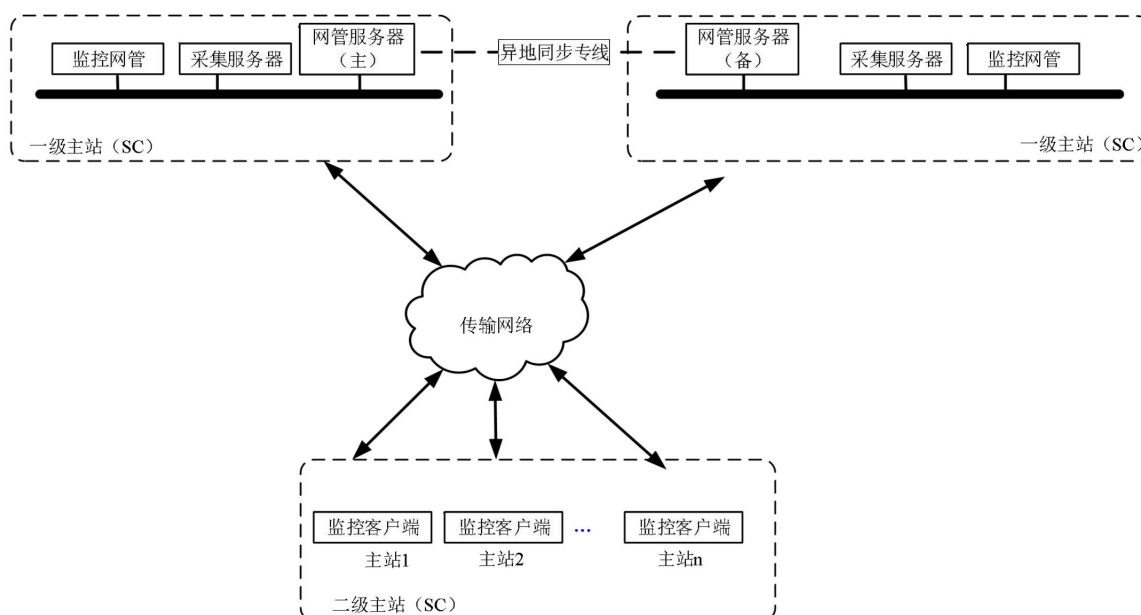 监控网管
采集服务器
网管服务器
（主）
异地同步专线
网管服务器
（备）
采集服务器
监控网管
一级主站（SC）
一级主站（SC）
传输网络
监控客户端
监控客户端
...
监控客户端
主站1
主站2
主站n
二级主站（SC）